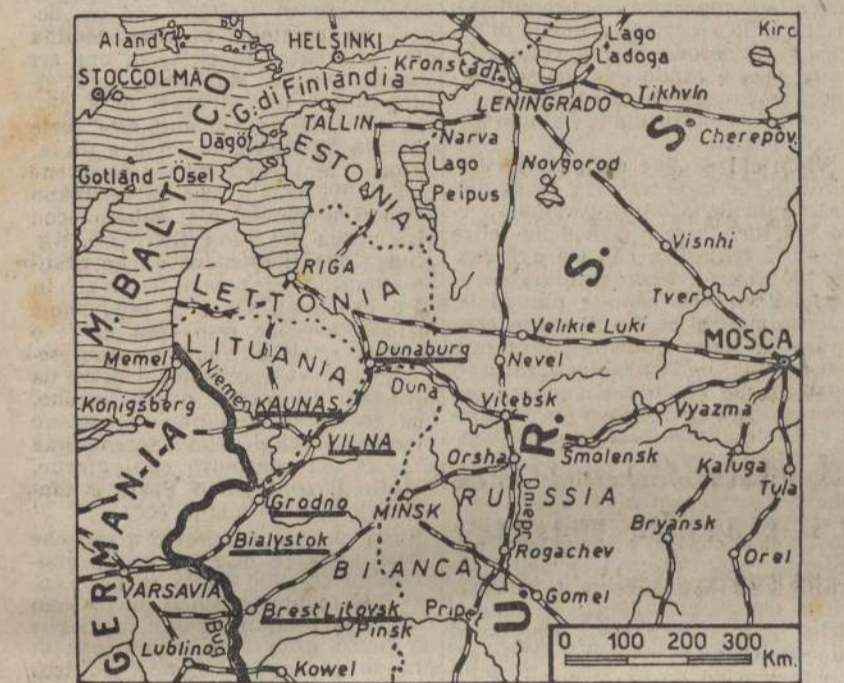 Aland
HELSINKI
Lago
Ladoga
Kirc
Kronstadt
STOCCOLMA
G. di Finlandia
LENINGRADO
Tikhvin
TALLIN
Narva
Cherepov
Dägö
ESTONIA
Lago
Peipus
Novgorod
Gotland
Ösel
M. BALTICO
Visnhi
RIGA
Tver
LETTONIA
Velikie Luki
MOSCA
LITUANIA
Memel
Dunaburg
Nevel
Niemen
Duna
Königsberg
KAUNAS
Vitebsk
Vyazma
VILNA
Smolensk
Orsha
Kaluga
Tula
Grodno
MINSK
RUSSIA
Dnepr
Bryansk
Bialystok
Rogachev
Orel
BIANCA
VARSAVIA
Gomel
Brest Litovsk
Pripe
Pinsk
Bug
Lublino
Kowel
GERMANIA
U. R. S. S.
0 100 200 300
Km.